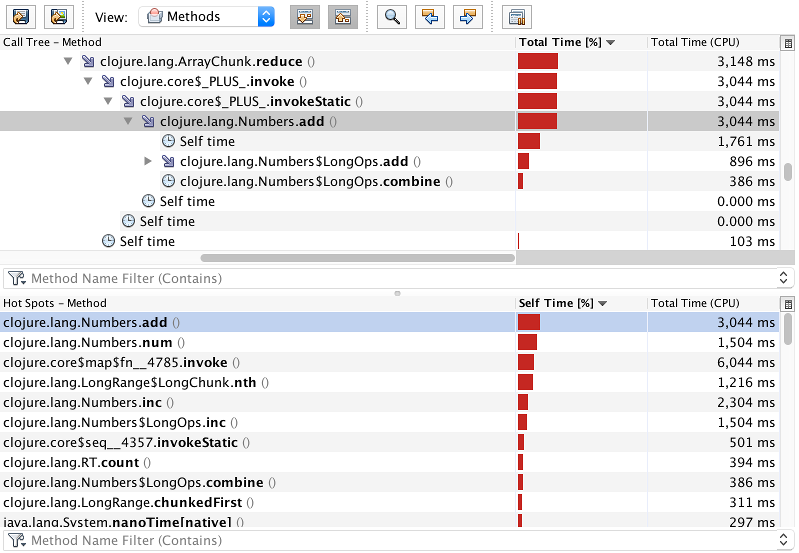 View: Methods
Call Tree – Method Total Time [%] Total Time (CPU)
clojure.lang.ArrayChunk.reduce () 3,148 ms
clojure.core$_PLUS_.invoke () 3,044 ms
clojure.core$_PLUS_.invokeStatic () 3,044 ms
clojure.lang.Numbers.add () 3,044 ms
Self time 1,761 ms
clojure.lang.Numbers$LongOps.add () 896 ms
clojure.lang.Numbers$LongOps.combine () 386 ms
Self time 0.000 ms
Self time 0.000 ms
Self time 103 ms
Method Name Filter (Contains)
Hot Spots – Method Self Time [%] Total Time (CPU)
clojure.lang.Numbers.add () 3,044 ms
clojure.lang.Numbers.num () 1,504 ms
clojure.core$map$fn__4785.invoke () 6,044 ms
clojure.lang.LongRange$LongChunk.nth () 1,216 ms
clojure.lang.Numbers.inc () 2,304 ms
clojure.lang.Numbers$LongOps.inc () 1,504 ms
clojure.core$seq__4357.invokeStatic () 501 ms
clojure.lang.RT.count () 394 ms
clojure.lang.Numbers$LongOps.combine () 386 ms
clojure.lang.LongRange.chunkedFirst () 311 ms
java.lang.System.nanoTime[native] () 297 ms
Method Name Filter (Contains)